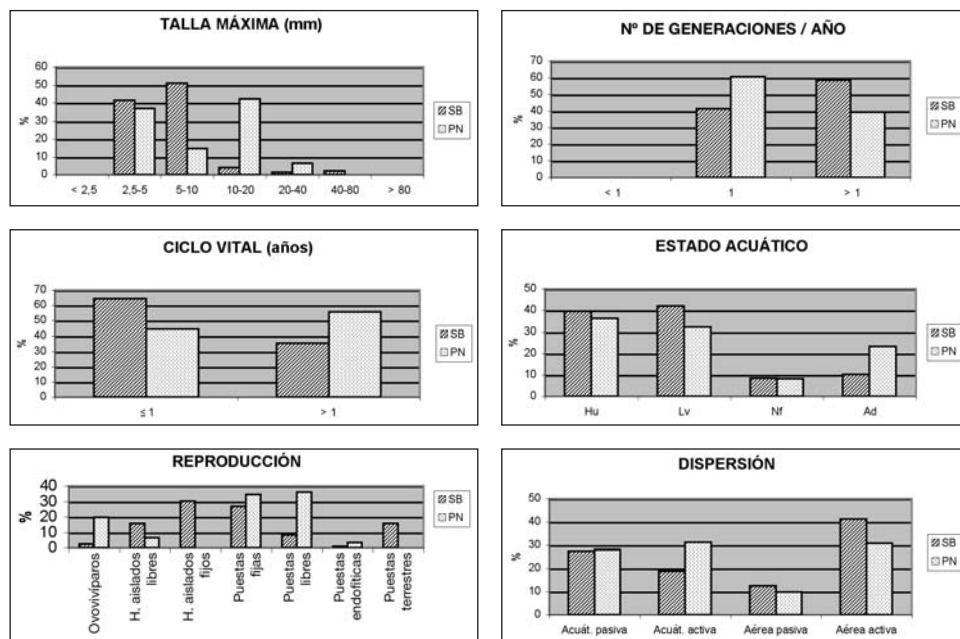 TALLA MÁXIMA (mm)
60
50
40
30
20
10
0
%
< 2,5 2,5-5 5-10 10-20 20-40 40-80 > 80
SB
PN
Nº DE GENERACIONES / AÑO
70
60
50
40
30
20
10
0
%
< 1 1 > 1
SB
PN
CICLO VITAL (años)
70
60
50
40
30
20
10
0
%
≤ 1 > 1
SB
PN
ESTADO ACUÁTICO
50
40
30
20
10
0
%
Hu Lv Nf Ad
SB
PN
REPRODUCCIÓN
40
30
20
10
0
%
Ovovivíparos
H. aislados
libres
H. aislados
fijos
Puestas
fijas
Puestas
libres
Puestas
endofíticas
Puestas
terrestres
SB
PN
DISPERSIÓN
50
40
30
20
10
0
%
Acuát. pasiva Acuát. activa Aérea pasiva Aérea activa
SB
PN